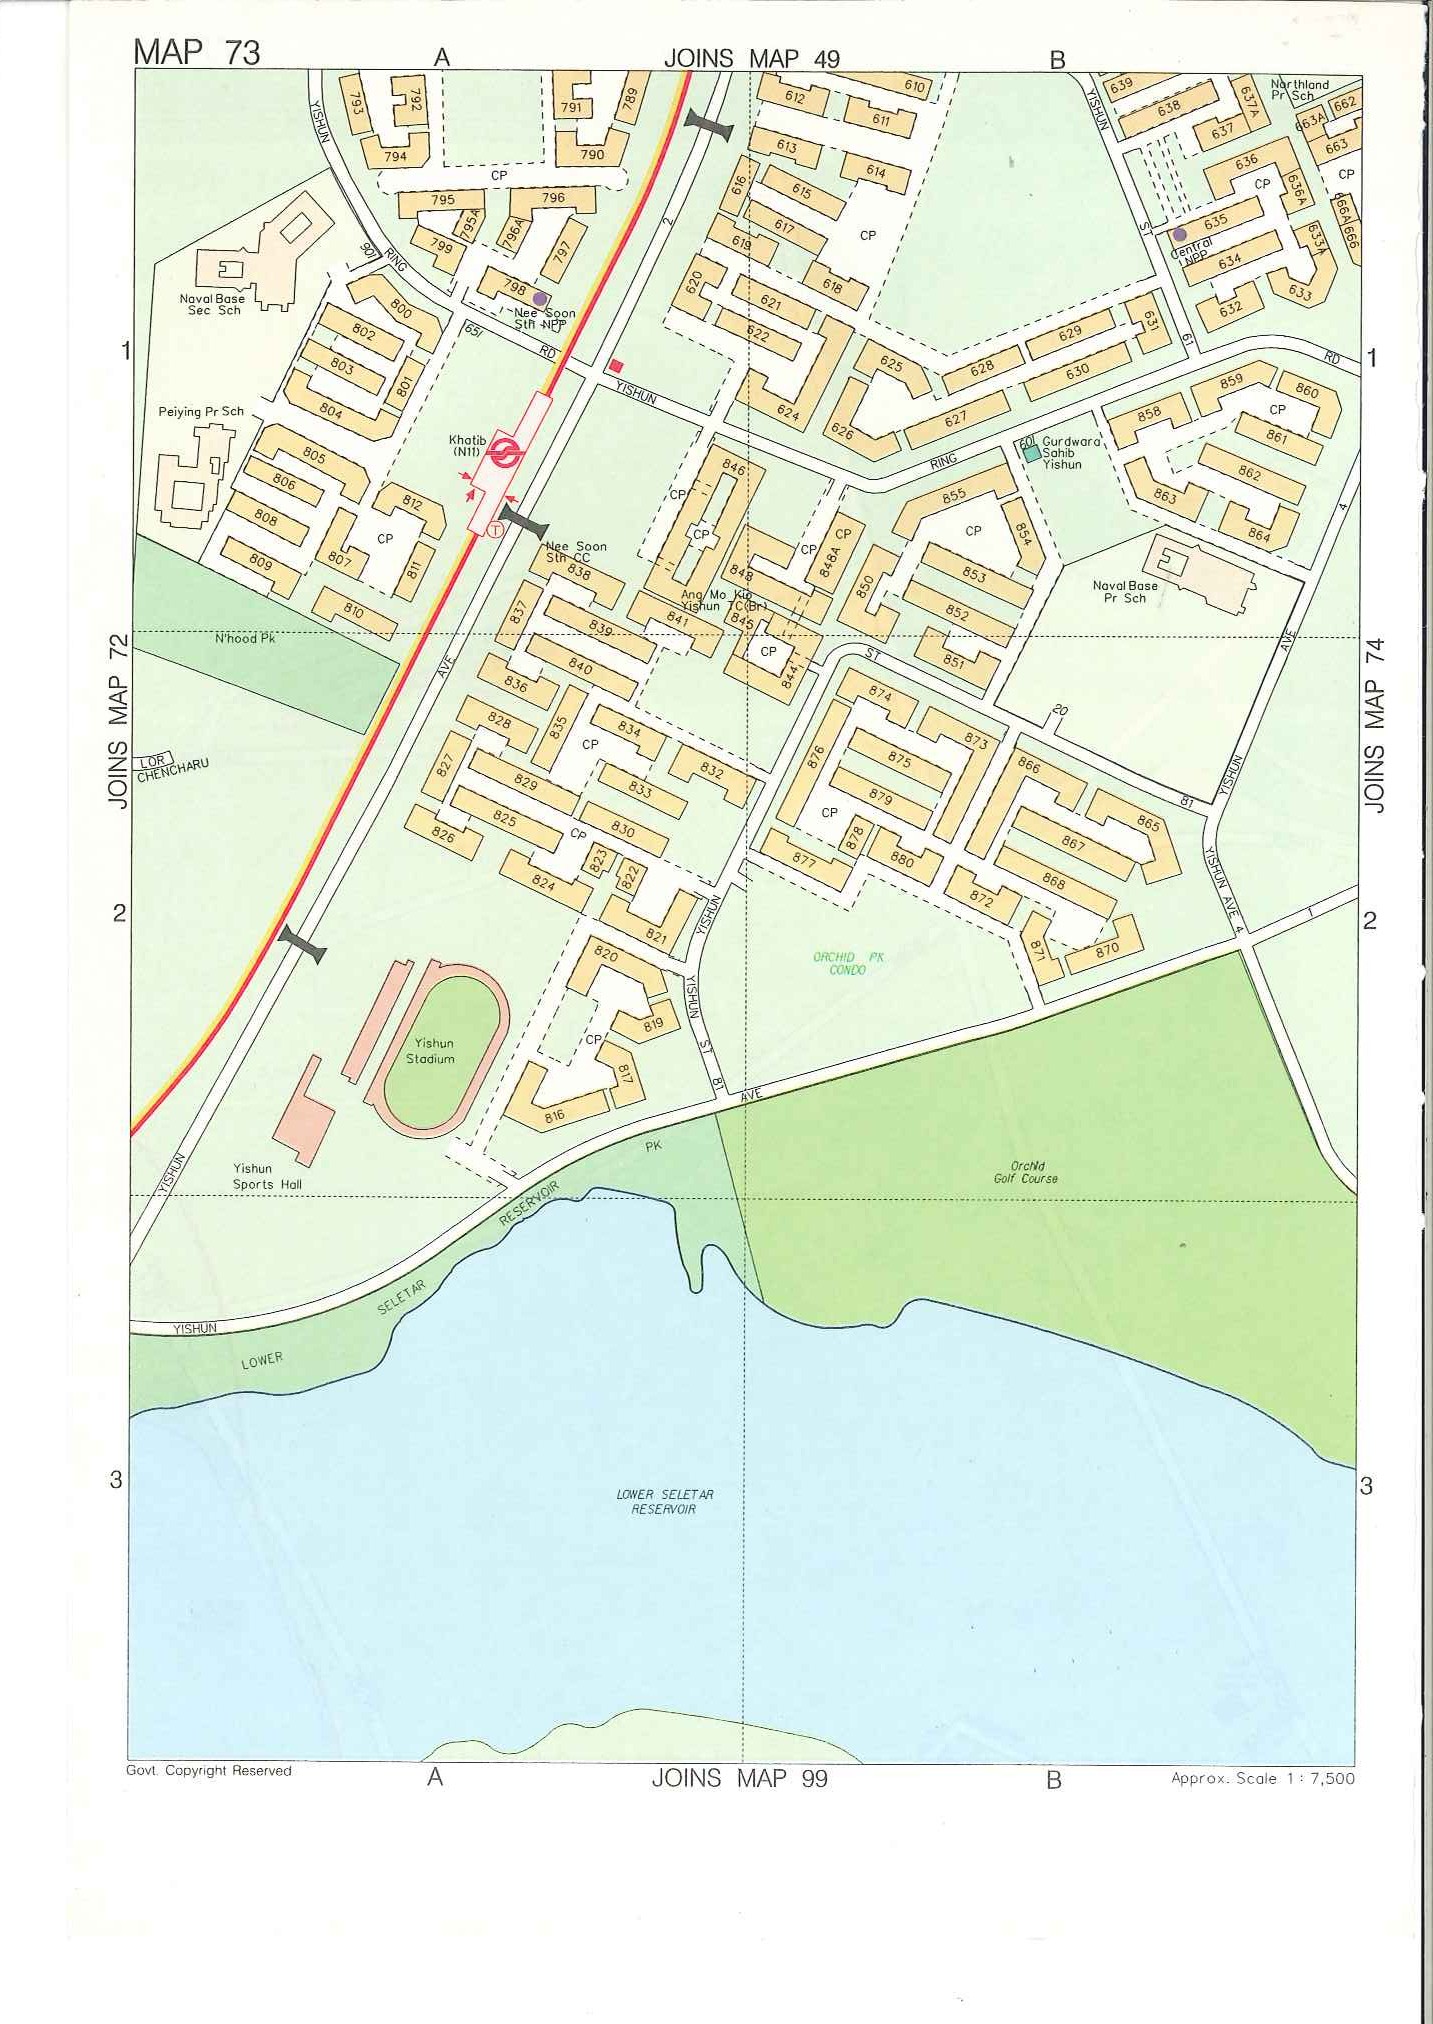 MAP 73
A
JOINS MAP 49
B
793
792
791
789
794
790
CP
795
796
795A
796A
799
797
798
Nee Soon
Sth NPP
YISHUN
901
RING
651
RD
2
Naval Base
Sec Sch
800
802
803
801
804
Peiying Pr Sch
805
806
808
812
CP
807
809
811
810
Khatib
(N11)
T
612
610
611
613
614
616
615
617
CP
619
618
620
621
622
624
625
626
628
629
631
630
627
YISHUN
ST
61
639
638
637A
637
Northland
Pr Sch
662
663A
663
CP
636
CP
636A
666A
666
635
Central
NPP
634
633A
633
632
RD
YISHUN
RING
601
Gurdwara
Sahib
Yishun
859
860
858
CP
861
862
863
864
4
1
1
846
CP
CP
CP
CP
848
848A
855
CP
854
850
853
852
851
Naval Base
Pr Sch
Nee Soon
Sth CC
838
Ang Mo Kio
Yishun TC(Br)
837
839
841
845
CP
844
840
836
N'hood Pk
JOINS MAP 72
JOINS MAP 74
LOR
CHENCHARU
AVE
828
835
834
CP
832
827
829
833
825
CP
830
826
823
822
824
821
ST
20
874
873
876
875
879
CP
878
877
880
866
865
867
868
872
871
870
81
AVE
YISHUN
YISHUN AVE 4
1
2
2
YISHUN
ORCHID PK
CONDO
820
819
CP
817
816
YISHUN
ST
81
AVE
Yishun
Stadium
Yishun
Sports Hall
YISHUN
PK
RESERVOIR
SELETAR
LOWER
YISHUN
Orchid
Golf Course
3
3
LOWER SELETAR
RESERVOIR
Govt. Copyright Reserved
A
JOINS MAP 99
B
Approx. Scale 1 : 7,500